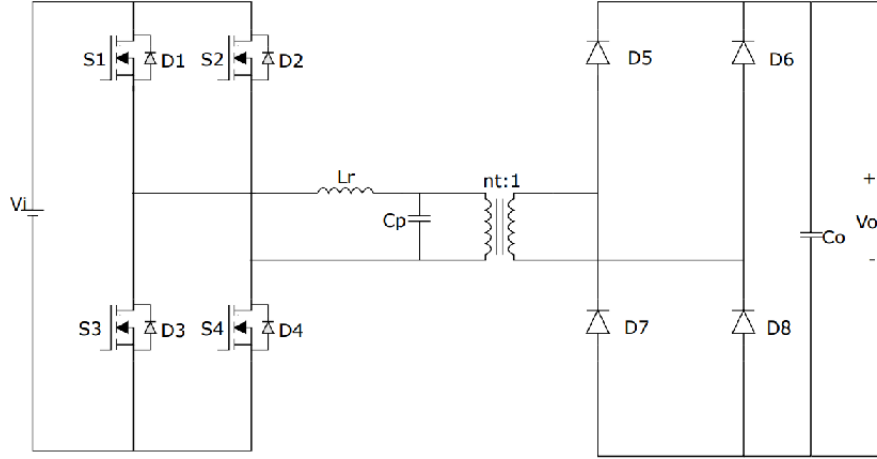 S1 D1 S2 D2 D5 D6
Lr nt:1
Vi Cp + Vo -
Co
S3 D3 S4 D4 D7 D8